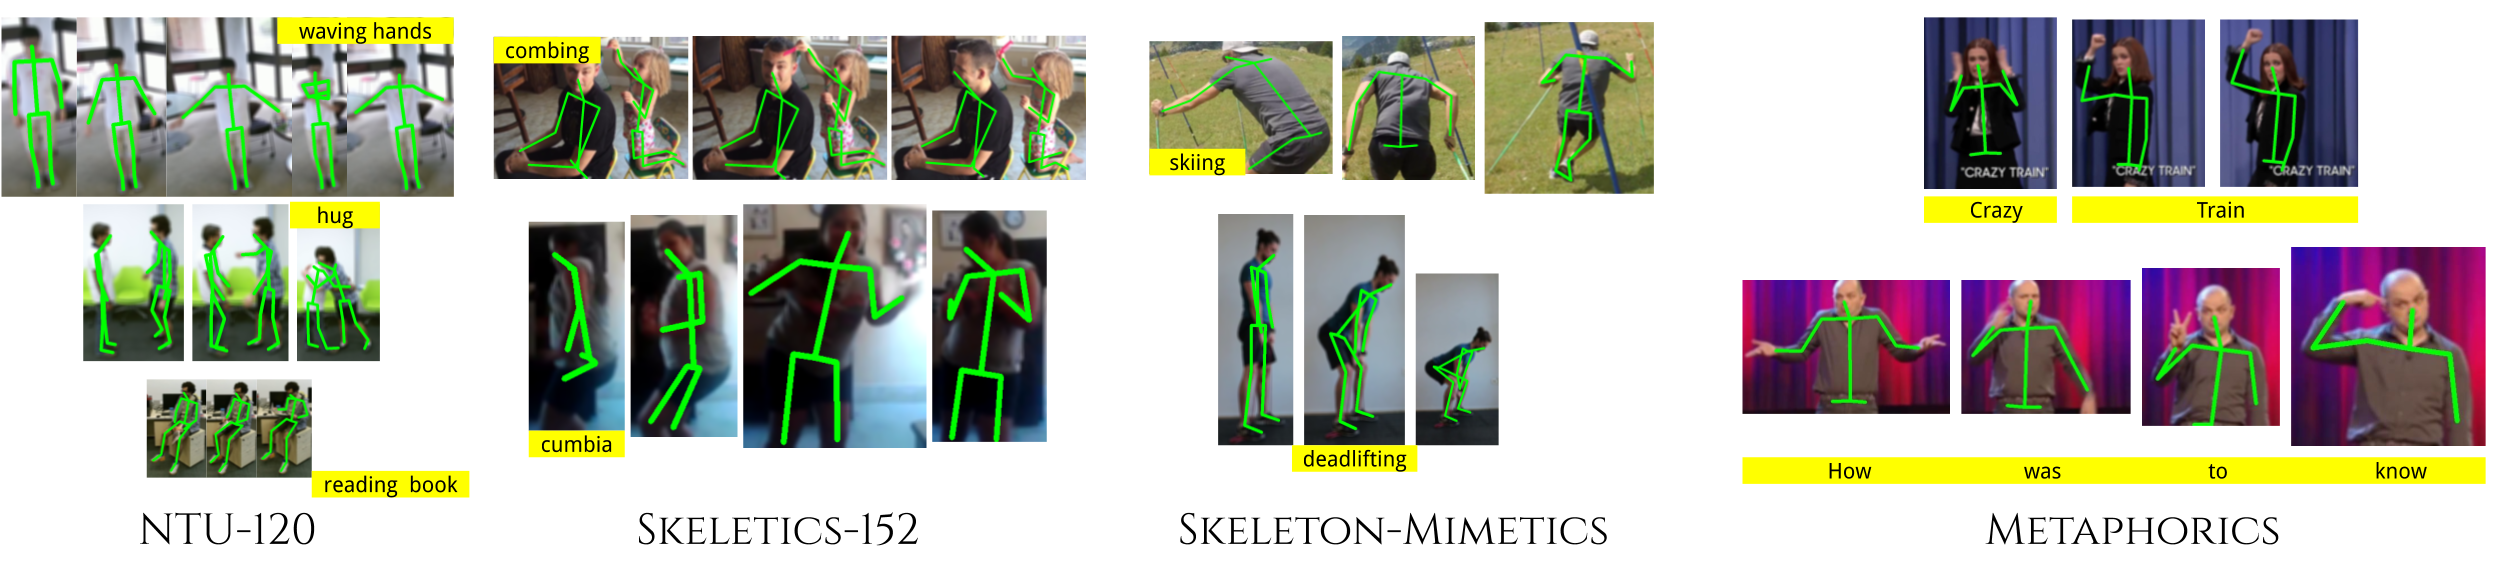 waving hands
hug
reading book
NTU-120
combing
cumbia
Skeletics-152
skiing
deadlifting
Skeleton-Mimetics
"CRAZY TRAIN"
"CRAZY TRAIN"
"CRAZY TRAIN"
Crazy
Train
How was to know
Metaphorics